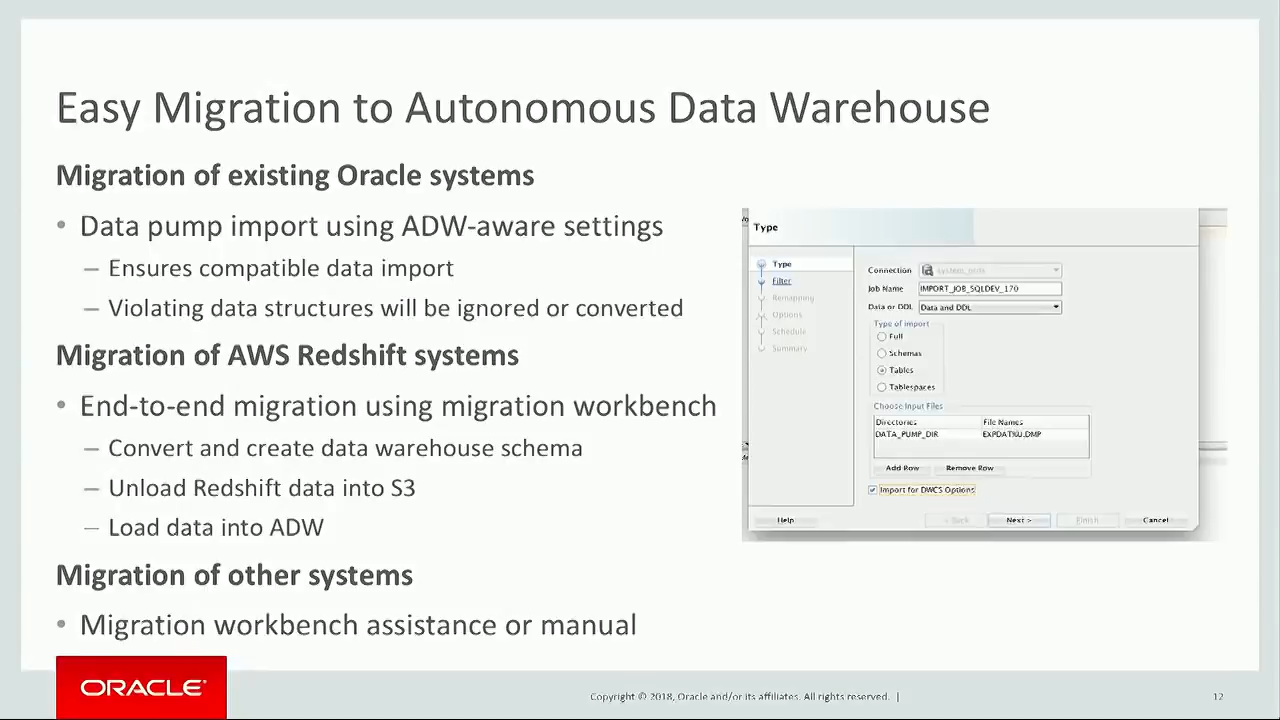 Easy Migration to Autonomous Data Warehouse
Migration of existing Oracle systems
• Data pump import using ADW-aware settings
– Ensures compatible data import
– Violating data structures will be ignored or converted
Migration of AWS Redshift systems
• End-to-end migration using migration workbench
– Convert and create data warehouse schema
– Unload Redshift data into S3
– Load data into ADW
Migration of other systems
• Migration workbench assistance or manual
Type
Type
Filter
Remapping
Options
Schedule
Summary
Connection
Job Name IMPORT_JOB_SQLDEV_170
Data or DDL Data and DDL
Type of import
Full
Schemas
Tables
Tablespaces
Choose Input Files
Directories File Names
DATA_PUMP_DIR
Add Row Remove Row
Import for DWCS Options
Help < Back Next > Finish Cancel
ORACLE®
Copyright © 2018, Oracle and/or its affiliates. All rights reserved. |
12